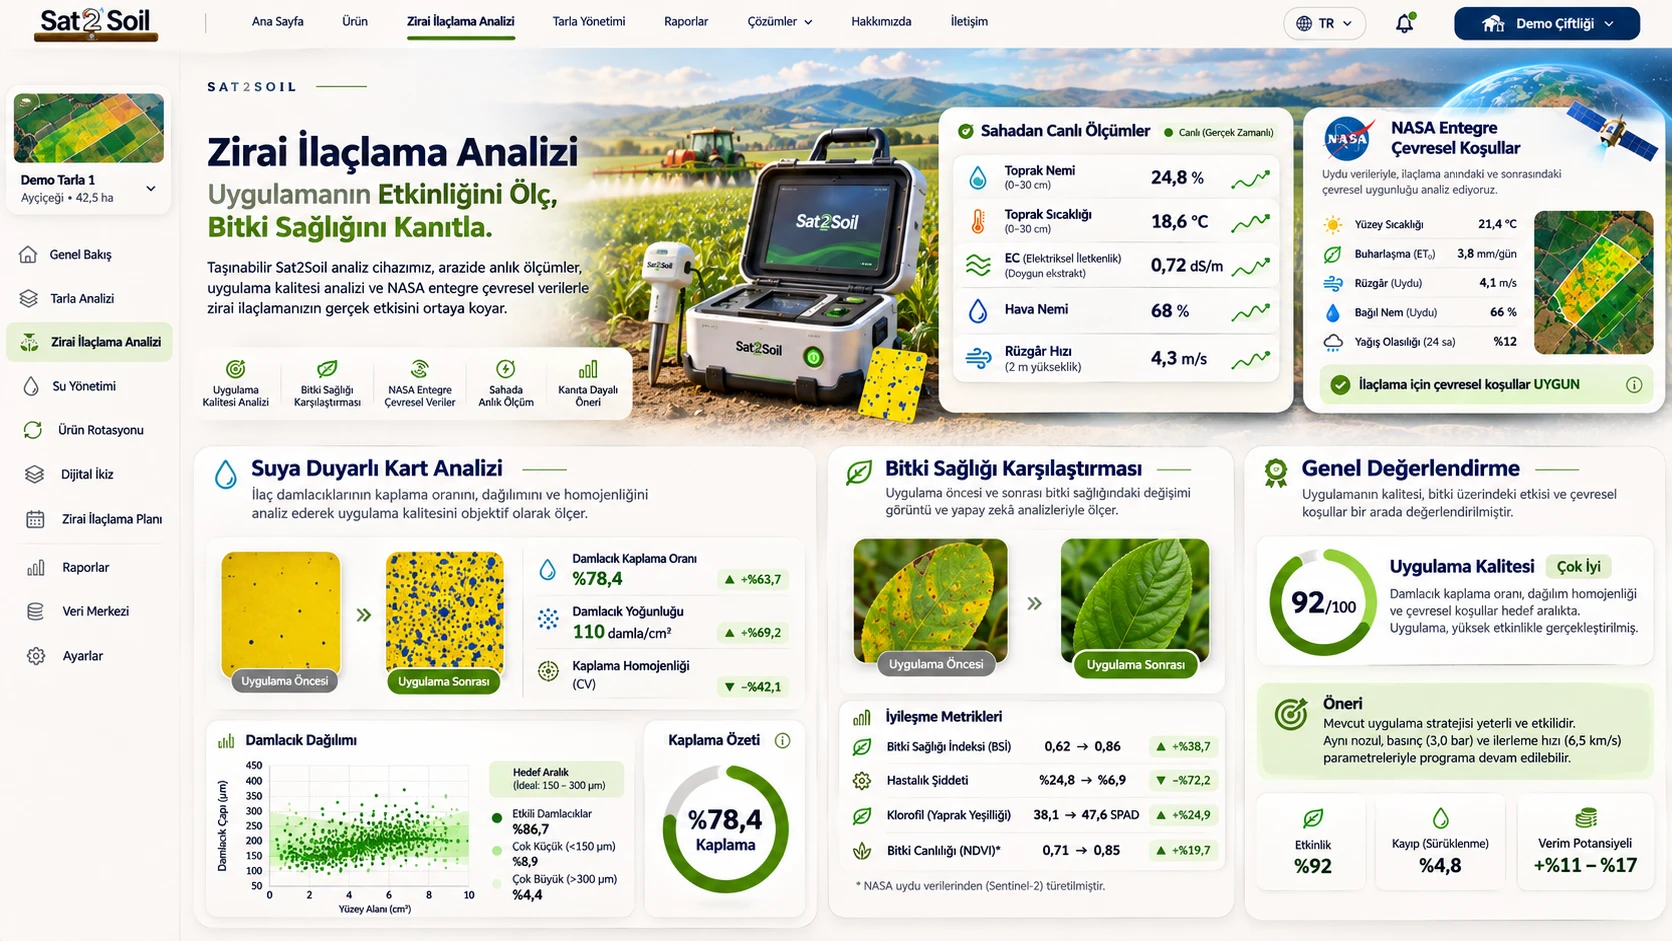 Sat2Soil
Ana Sayfa
Ürün
Zirai İlaçlama Analizi
Tarla Yönetimi
Raporlar
Çözümler
Hakkımızda
İletişim
TR
Demo Çiftliği
Demo Tarla 1
Ayçiçeği • 42,5 ha
Genel Bakış
Tarla Analizi
Zirai İlaçlama Analizi
Su Yönetimi
Ürün Rotasyonu
Dijital İkiz
Zirai İlaçlama Planı
Raporlar
Veri Merkezi
Ayarlar
SAT2SOIL
Zirai İlaçlama Analizi
Uygulamanın Etkinliğini Ölç,
Bitki Sağlığını Kanıtla.
Taşınabilir Sat2Soil analiz cihazımız, arazide anlık ölçümler,
uygulama kalitesi analizi ve NASA entegre çevresel verilerle
zirai ilaçlamanızın gerçek etkisini ortaya koyar.
Uygulama
Kalitesi Analizi
Bitki Sağlığı
Karşılaştırması
NASA Entegre
Çevresel Veriler
Sahada
Anlık Ölçüm
Kanıta Dayalı
Öneri
Sat2Soil
Sat2Soil
Sat2Soil
Sahadan Canlı Ölçümler
Canlı (Gerçek Zamanlı)
Toprak Nemi
(0–30 cm)
24,8 %
Toprak Sıcaklığı
(0–30 cm)
18,6 °C
EC (Elektriksel İletkenlik)
(Doygun ekstrakt)
0,72 dS/m
Hava Nemi
68 %
Rüzgâr Hızı
(2 m yükseklik)
4,3 m/s
NASA
NASA Entegre
Çevresel Koşullar
Uydu verileriyle, ilaçlama anındaki ve sonrasındaki
çevresel uygunluğu analiz ediyoruz.
Yüzey Sıcaklığı
21,4 °C
Buharlaşma (ET₀)
3,8 mm/gün
Rüzgâr (Uydu)
4,1 m/s
Bağıl Nem (Uydu)
66 %
Yağış Olasılığı (24 sa)
%12
İlaçlama için çevresel koşullar UYGUN
Suya Duyarlı Kart Analizi
İlaç damlacıklarının kaplama oranını, dağılımını ve homojenliğini
analiz ederek uygulama kalitesini objektif olarak ölçer.
Uygulama Öncesi
»
Uygulama Sonrası
Damlacık Kaplama Oranı
%78,4
▲ +%63,7
Damlacık Yoğunluğu
110 damla/cm²
▲ +%69,2
Kaplama Homojenliği
(CV)
▼ –%42,1
Damlacık Dağılımı
Damlacık Çapı (µm)
450
400
350
300
250
200
150
100
50
0 2 4 6 8 10
Yüzey Alanı (cm²)
Hedef Aralık
(İdeal: 150 – 300 µm)
Etkili Damlacıklar
%86,7
Çok Küçük (<150 µm)
%8,9
Çok Büyük (>300 µm)
%4,4
Kaplama Özeti
%78,4
Kaplama
Bitki Sağlığı Karşılaştırması
Uygulama öncesi ve sonrası bitki sağlığındaki değişimi
görüntü ve yapay zekâ analizleriyle ölçer.
Uygulama Öncesi
»
Uygulama Sonrası
İyileşme Metrikleri
Bitki Sağlığı İndeksi (BSİ)
0,62 → 0,86
▲ +%38,7
Hastalık Şiddeti
%24,8 → %6,9
▼ –%72,2
Klorofil (Yaprak Yeşilliği)
38,1 → 47,6 SPAD
▲ +%24,9
Bitki Canlılığı (NDVI)*
0,71 → 0,85
▲ +%19,7
* NASA uydu verilerinden (Sentinel-2) türetilmiştir.
Genel Değerlendirme
Uygulamanın kalitesi, bitki üzerindeki etkisi ve çevresel
koşullar bir arada değerlendirilmiştir.
92/100
Uygulama Kalitesi
Çok İyi
Damlacık kaplama oranı, dağılım homojenliği
ve çevresel koşullar hedef aralıkta.
Uygulama, yüksek etkinlikle gerçekleştirilmiş.
Öneri
Mevcut uygulama stratejisi yeterli ve etkilidir.
Aynı nozul, basınç (3,0 bar) ve ilerleme hızı (6,5 km/s)
parametreleriyle programa devam edilebilir.
Etkinlik
%92
Kayıp (Sürüklenme)
%4,8
Verim Potansiyeli
+%11 – %17